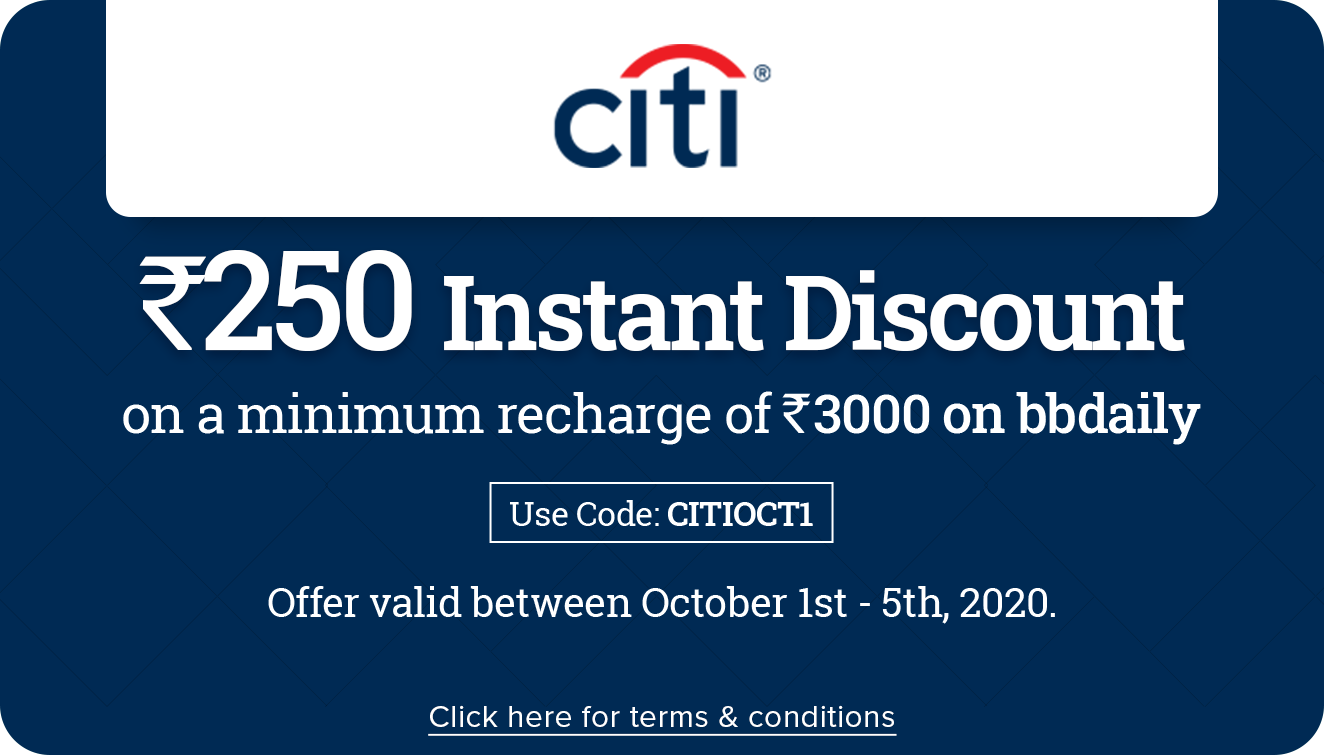 citi®
₹250 Instant Discount
on a minimum recharge of ₹3000 on bbdaily
Use Code: CITIOCT1
Offer valid between October 1st - 5th, 2020.
Click here for terms & conditions